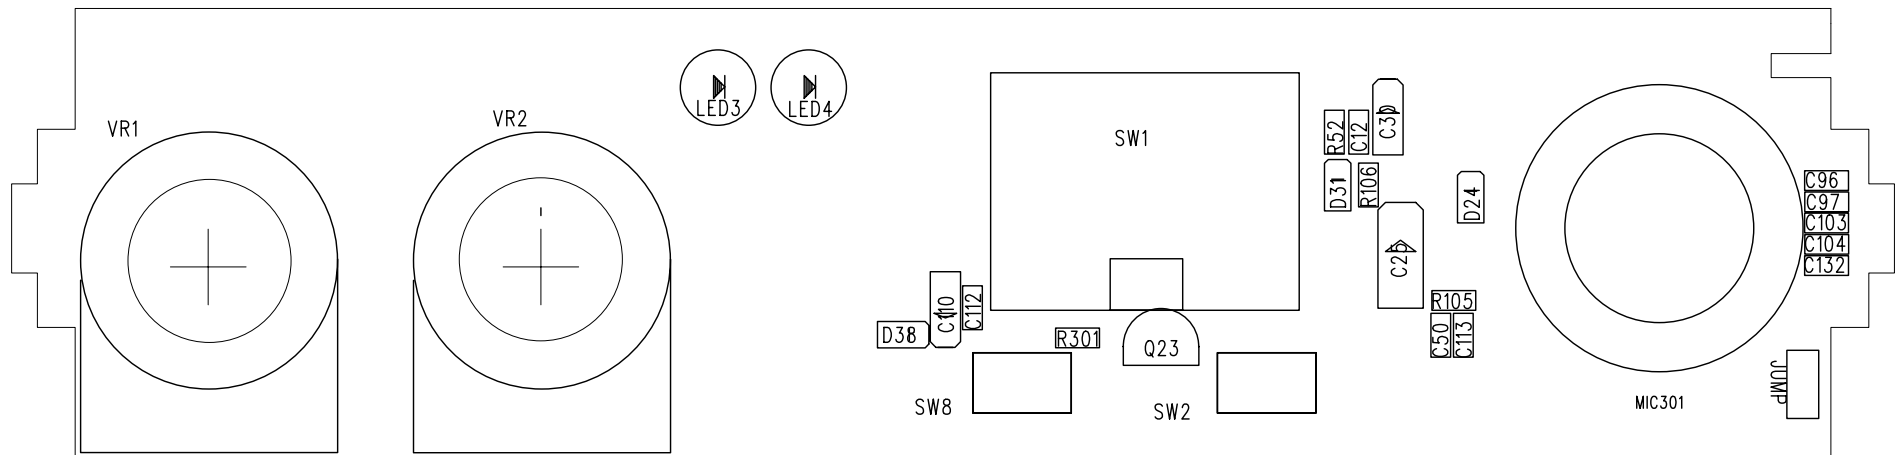 VR1
VR2
LED3
LED4
SW1
R52
C12
C30
D31
R106
C25
D24
C96
C97
C103
C104
C132
R105
C50
C113
D38
C110
C112
R301
Q23
SW8
SW2
MIC301
JUMP